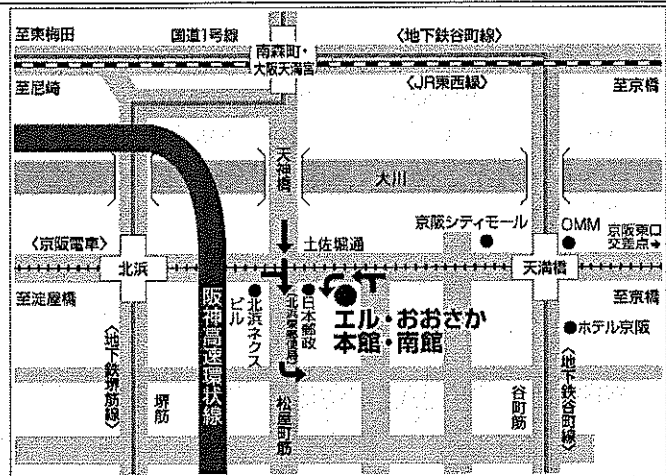 至東梅田
国道1号線
〈地下鉄谷町線〉
南森町・
大阪天満宮
至尼崎
〈JR東西線〉
至京橋
天神橋
大川
京阪シティモール
OMM
京阪東口
交差点→
〈京阪電車〉
土佐堀通
北浜
天満橋
至淀屋橋
至京橋
阪神高速環状線
北浜ネクス
ビル
日本郵政
(北浜東郵便局)
エル・おおさか
本館・南館
ホテル京阪
〈地下鉄堺筋線〉
堺筋
松屋町筋
谷町筋
〈地下鉄谷町線〉